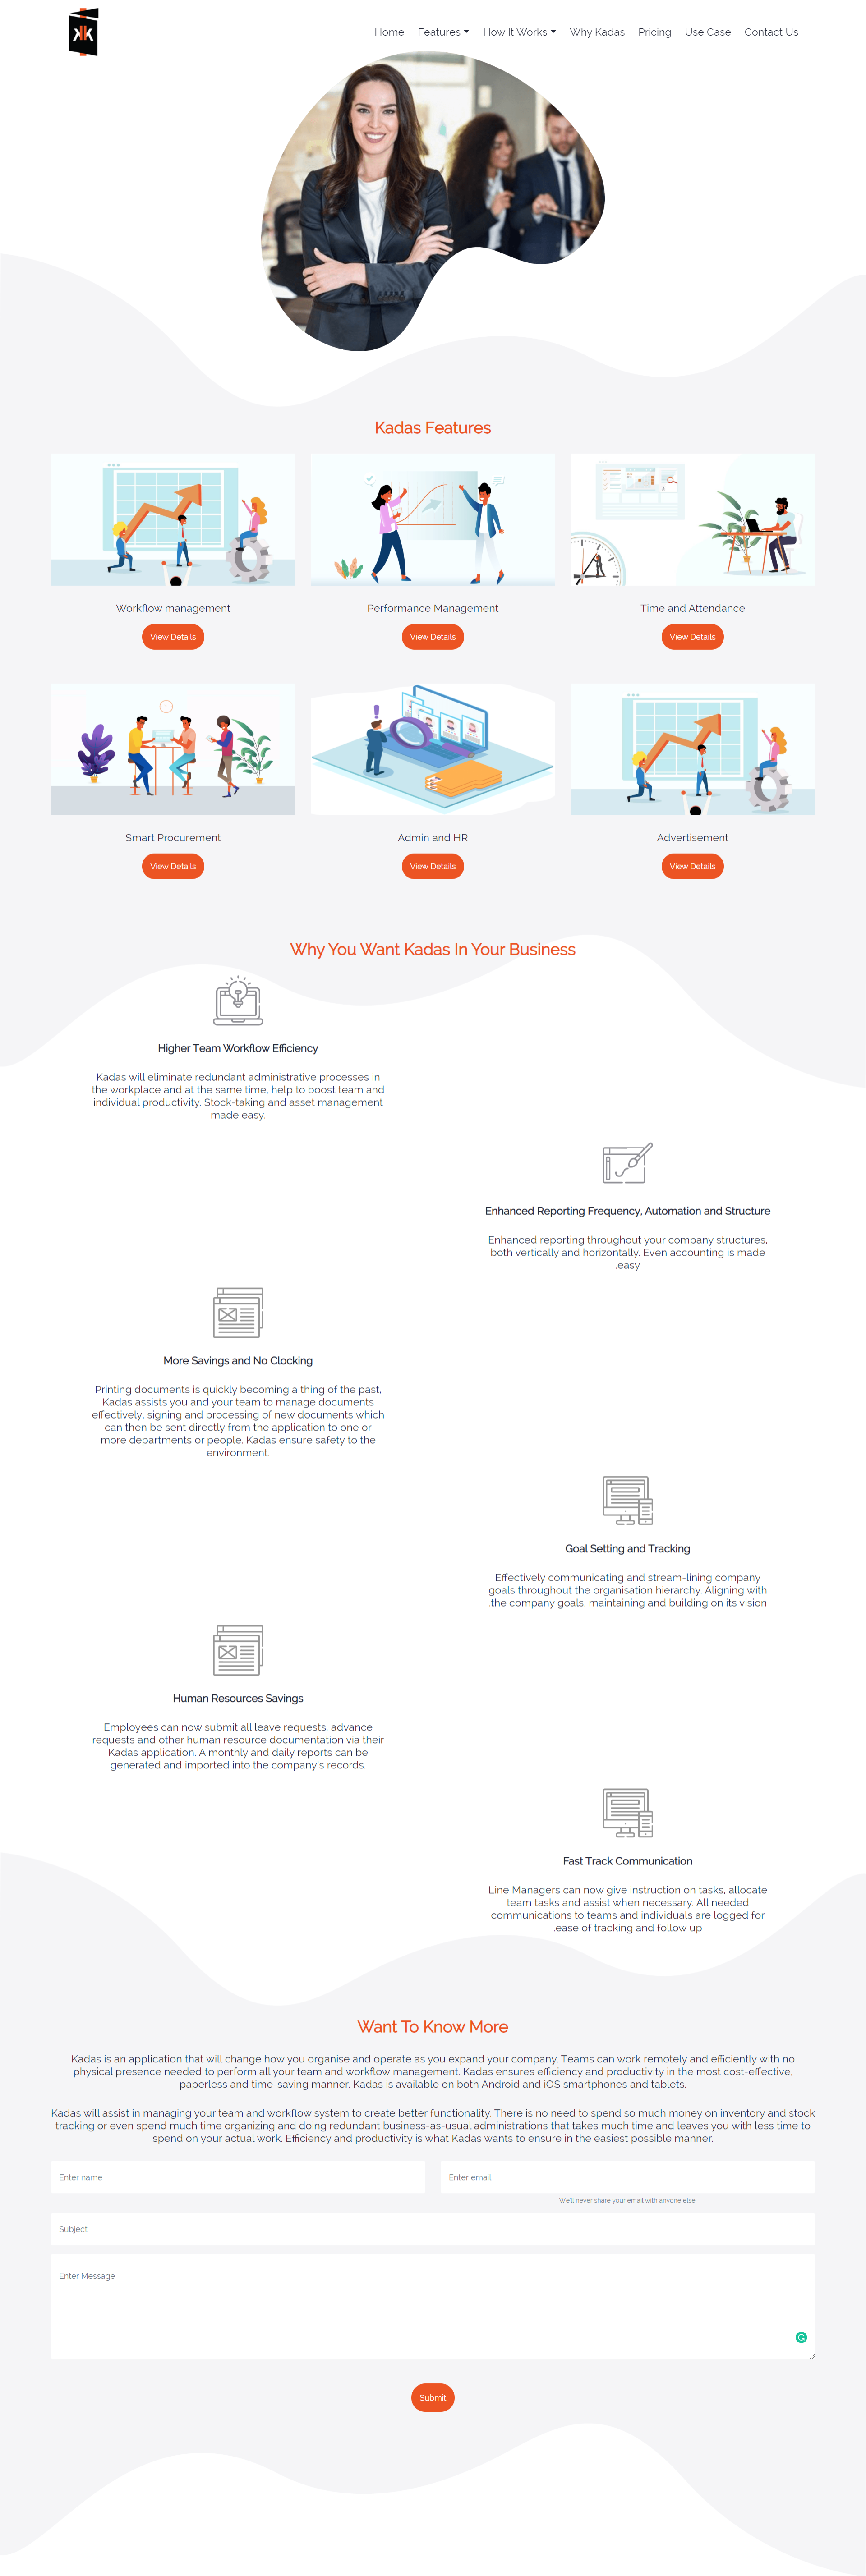 Home Features How It Works Why Kadas Pricing Use Case Contact Us
Kadas Features
Workflow management
Performance Management
Time and Attendance
View Details
View Details
View Details
Smart Procurement
Admin and HR
Advertisement
View Details
View Details
View Details
Why You Want Kadas In Your Business
Higher Team Workflow Efficiency
Kadas will eliminate redundant administrative processes in
the workplace and at the same time, help to boost team and
individual productivity. Stock-taking and asset management
made easy.
Enhanced Reporting Frequency, Automation and Structure
Enhanced reporting throughout your company structures,
both vertically and horizontally. Even accounting is made
.easy
More Savings and No Clocking
Printing documents is quickly becoming a thing of the past,
Kadas assists you and your team to manage documents
effectively, signing and processing of new documents which
can then be sent directly from the application to one or
more departments or people. Kadas ensure safety to the
environment.
Goal Setting and Tracking
Effectively communicating and stream-lining company
goals throughout the organisation hierarchy. Aligning with
.the company goals, maintaining and building on its vision
Human Resources Savings
Employees can now submit all leave requests, advance
requests and other human resource documentation via their
Kadas application. A monthly and daily reports can be
generated and imported into the company's records.
Fast Track Communication
Line Managers can now give instruction on tasks, allocate
team tasks and assist when necessary. All needed
communications to teams and individuals are logged for
.ease of tracking and follow up
Want To Know More
Kadas is an application that will change how you organise and operate as you expand your company. Teams can work remotely and efficiently with no
physical presence needed to perform all your team and workflow management. Kadas ensures efficiency and productivity in the most cost-effective,
paperless and time-saving manner. Kadas is available on both Android and iOS smartphones and tablets.
Kadas will assist in managing your team and workflow system to create better functionality. There is no need to spend so much money on inventory and stock
tracking or even spend much time organizing and doing redundant business-as-usual administrations that takes much time and leaves you with less time to
spend on your actual work. Efficiency and productivity is what Kadas wants to ensure in the easiest possible manner.
Enter name
Enter email
We'll never share your email with anyone else
Subject
Enter Message
Submit